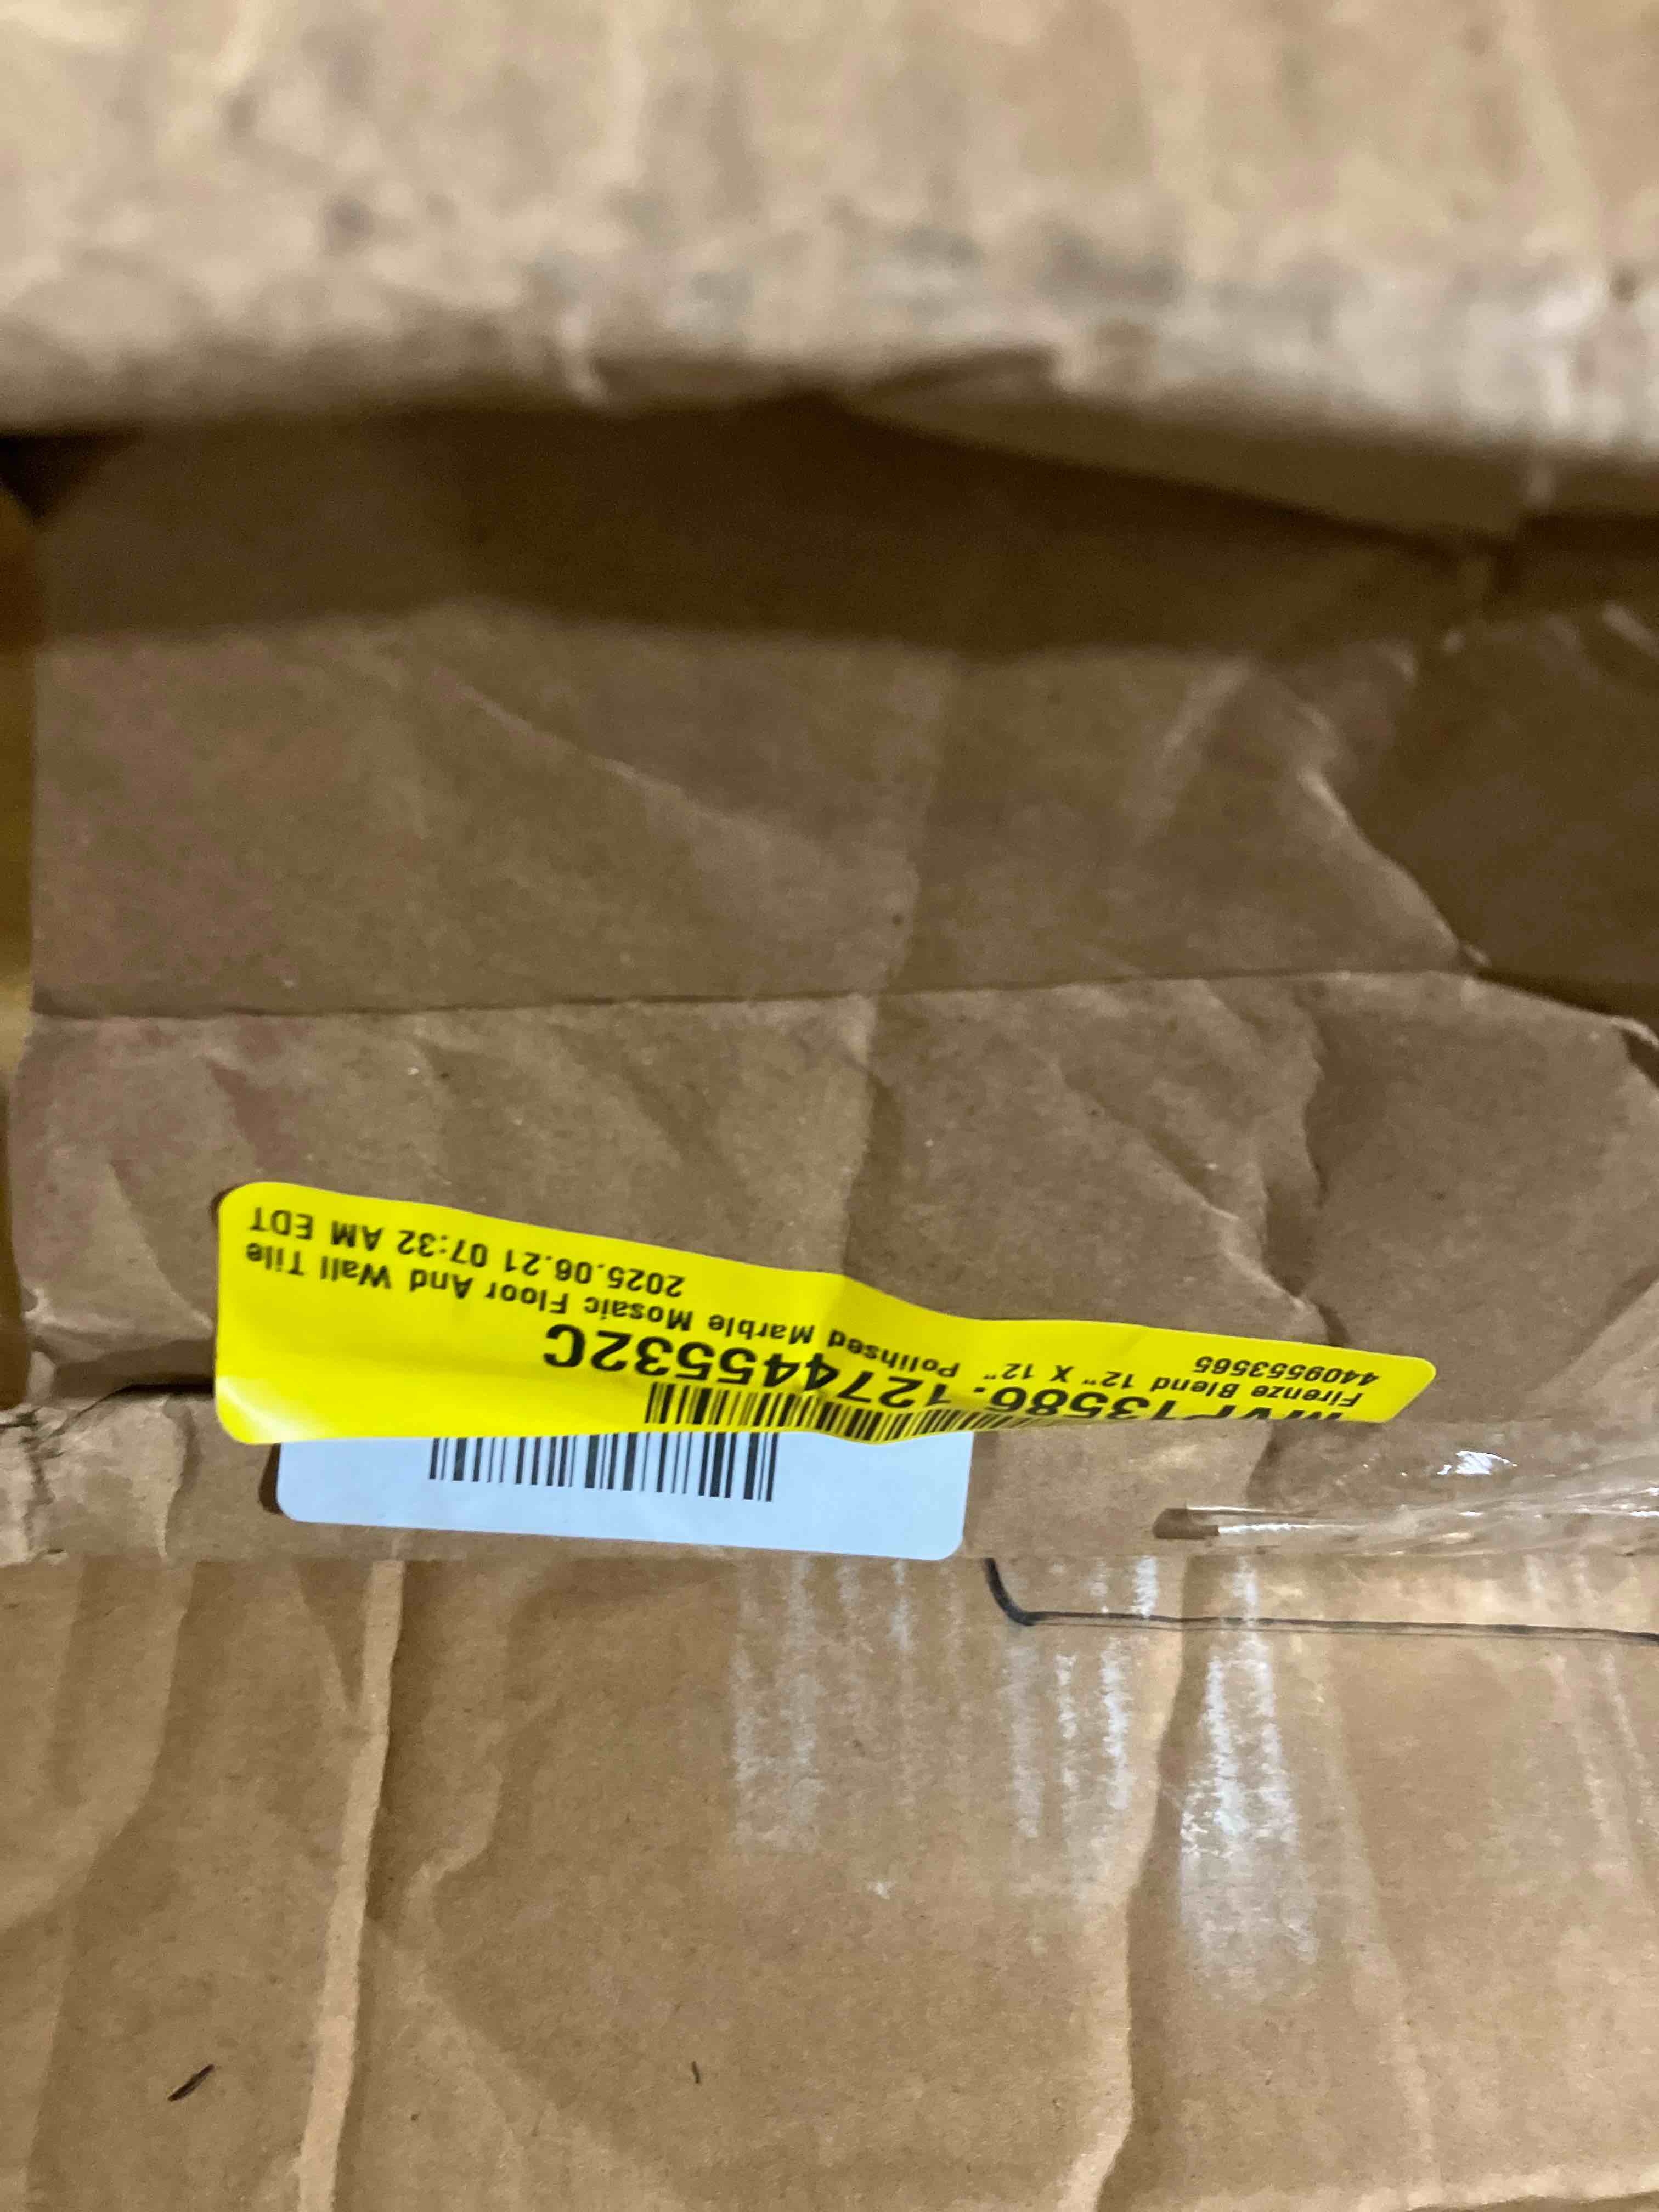 MVP13586. 127445532C
Firenze Blend 12" X 12" Polihsed Marble Mosaic Floor And Wall Tile
4409553565 2025.06.21 07:32 AM EDT